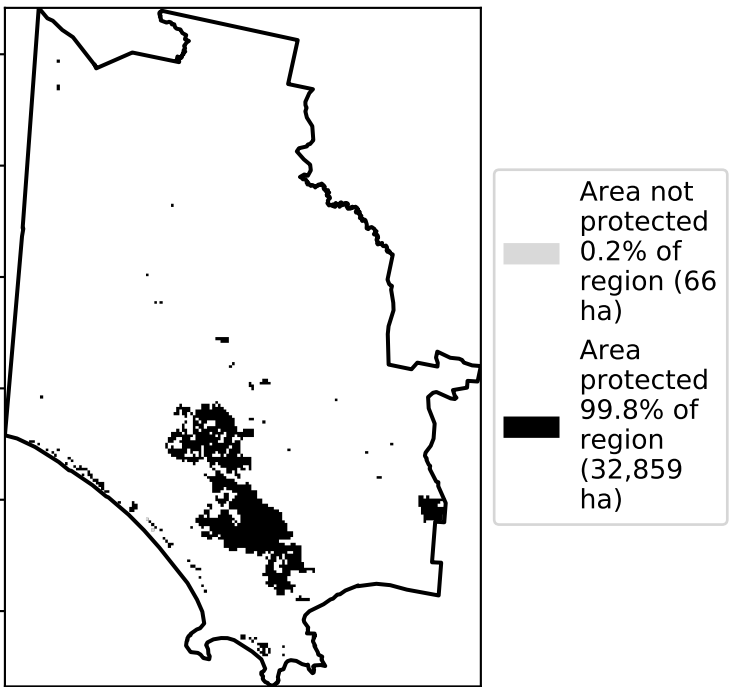 Area not
protected
0.2% of
region (66
ha)
Area
protected
99.8% of
region
(32,859
ha)